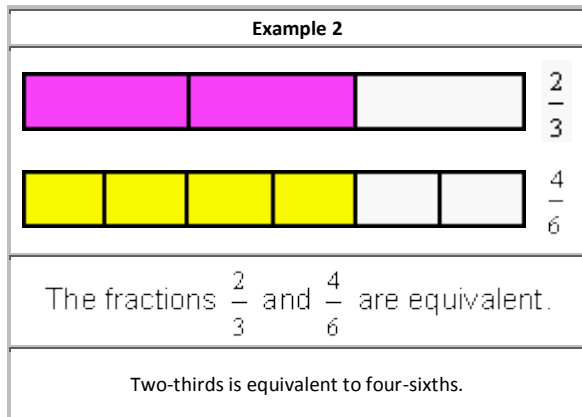 Example 2
2/3
4/6
The fractions 2/3 and 4/6 are equivalent.
Two-thirds is equivalent to four-sixths.